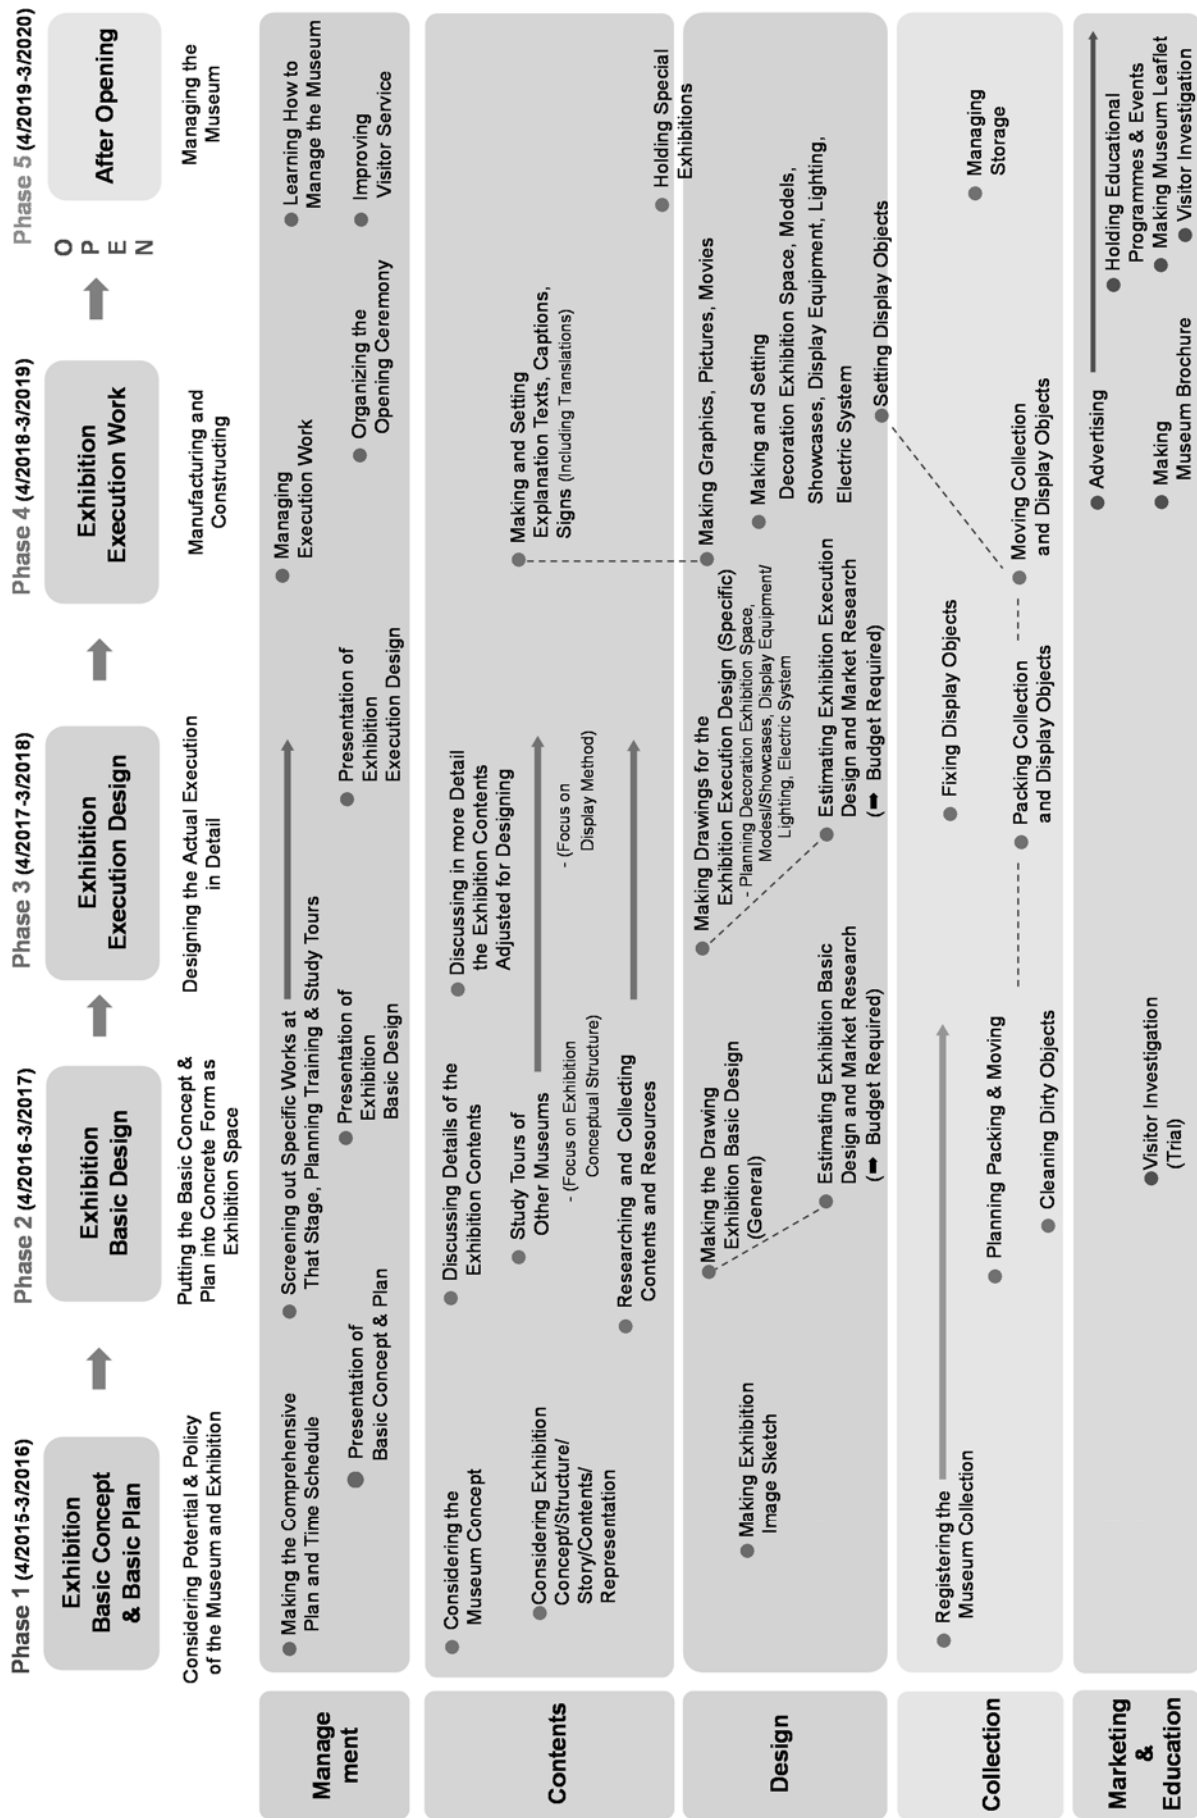 Phase 1 (4/2015-3/2016)
Exhibition
Basic Concept
& Basic Plan
Considering Potential & Policy
of the Museum and Exhibition
Phase 2 (4/2016-3/2017)
Exhibition
Basic Design
Putting the Basic Concept &
Plan into Concrete Form as
Exhibition Space
Phase 3 (4/2017-3/2018)
Exhibition
Execution Design
Designing the Actual Execution
in Detail
Phase 4 (4/2018-3/2019)
Exhibition
Execution Work
Manufacturing and
Constructing
OPEN
Phase 5 (4/2019-3/2020)
After Opening
Managing the
Museum
Manage
ment
Making the Comprehensive
Plan and Time Schedule
Presentation of
Basic Concept & Plan
Screening out Specific Works at
That Stage, Planning Training & Study Tours
Presentation of
Exhibition
Basic Design
Presentation of
Exhibition
Execution Design
Managing
Execution Work
Organizing the
Opening Ceremony
Learning How to
Manage the Museum
Improving
Visitor Service
Contents
Considering the
Museum Concept
Considering Exhibition
Concept/Structure/
Story/Contents/
Representation
Discussing Details of the
Exhibition Contents
Study Tours of
Other Museums
- (Focus on Exhibition
Conceptual Structure)
Researching and Collecting
Contents and Resources
Discussing in more Detail
the Exhibition Contents
Adjusted for Designing
- (Focus on
Display Method)
Making and Setting
Explanation Texts, Captions,
Signs (Including Translations)
Holding Special
Exhibitions
Design
Making Exhibition
Image Sketch
Making the Drawing
Exhibition Basic Design
(General)
Estimating Exhibition Basic
Design and Market Research
(➡ Budget Required)
Making Drawings for the
Exhibition Execution Design (Specific)
- Planning Decoration Exhibition Space,
Modesl/Showcases, Display Equipment/
Lighting, Electric System
Estimating Exhibition Execution
Design and Market Research
(➡ Budget Required)
Making Graphics, Pictures, Movies
Making and Setting
Decoration Exhibition Space, Models,
Showcases, Display Equipment, Lighting,
Electric System
Setting Display Objects
Collection
Registering the
Museum Collection
Planning Packing & Moving
Cleaning Dirty Objects
Fixing Display Objects
Packing Collection
and Display Objects
Moving Collection
and Display Objects
Managing
Storage
Marketing
&
Education
Visitor Investigation
(Trial)
Advertising
Making
Museum Brochure
Holding Educational
Programmes & Events
Making Museum Leaflet
Visitor Investigation